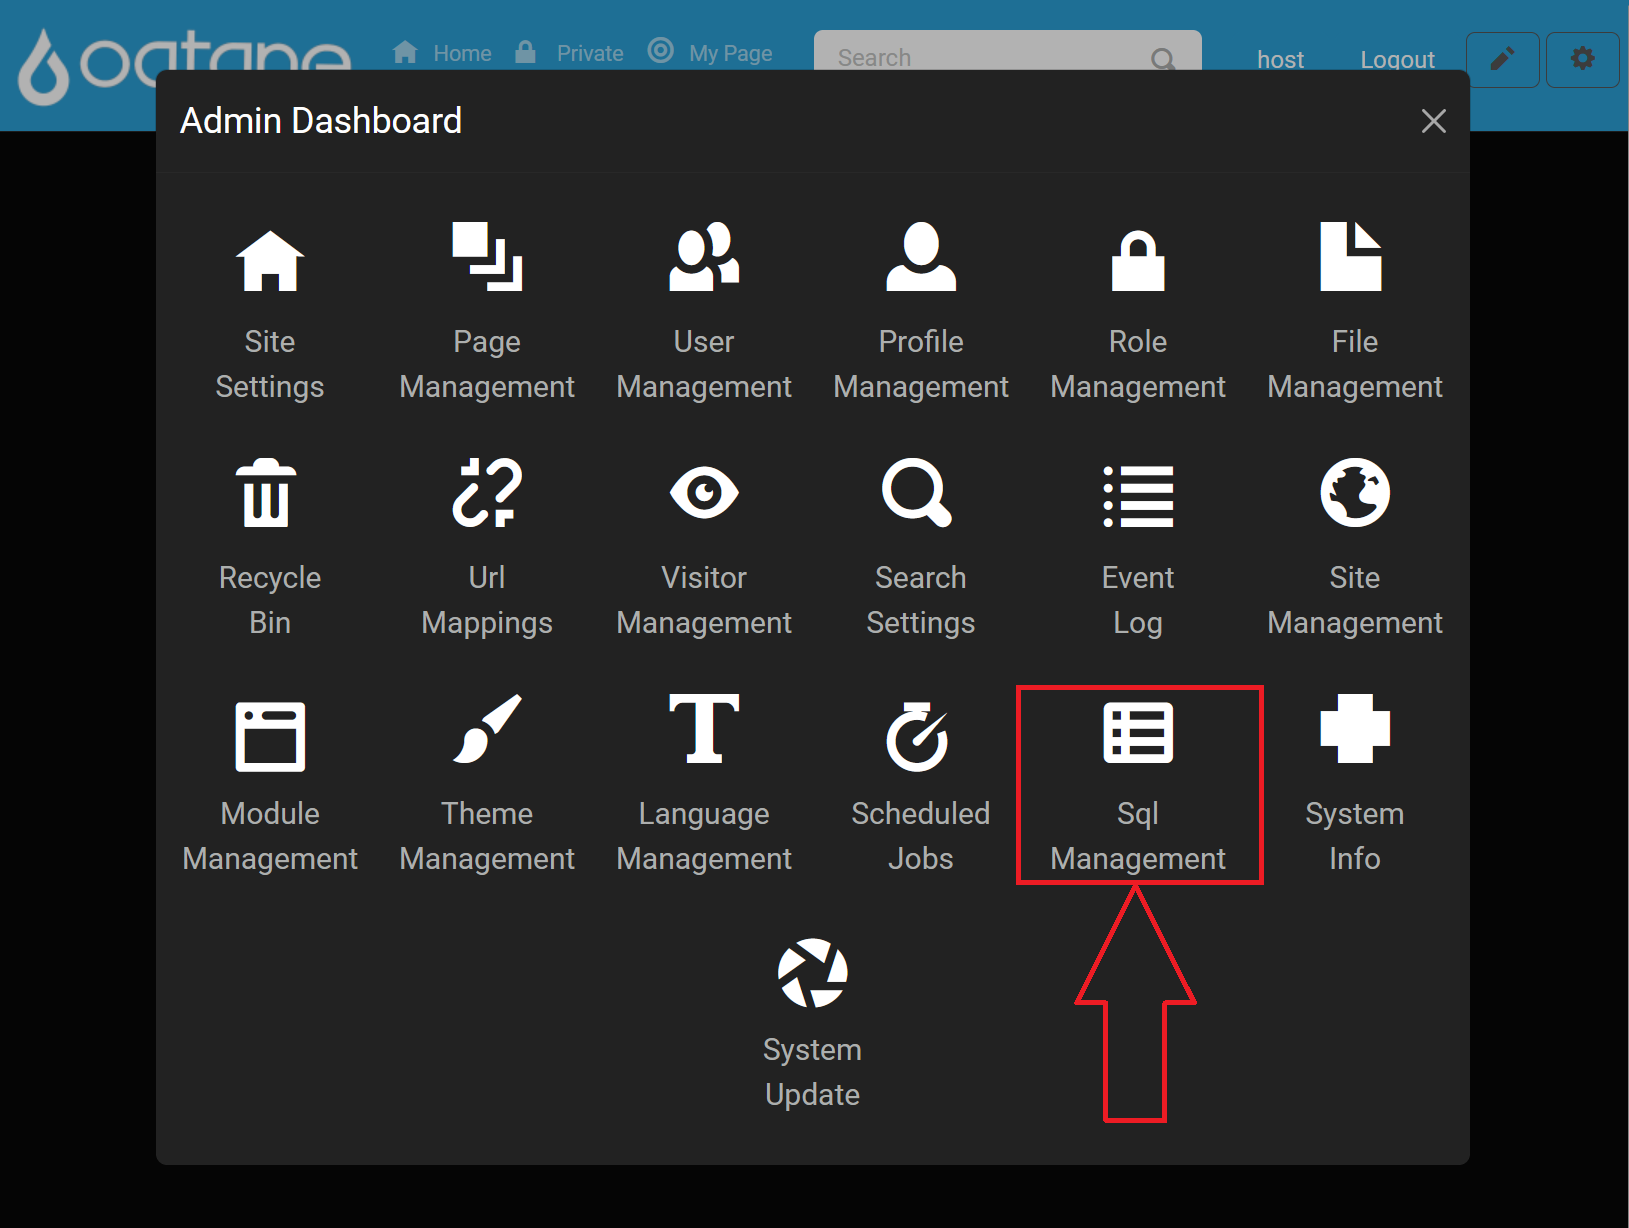 oqtane
Home Private My Page Search host Logout
Admin Dashboard
Site Page User Profile Role File
Settings Management Management Management Management Management
Recycle Url Visitor Search Event Site
Bin Mappings Management Settings Log Management
Module Theme Language Scheduled Sql System
Management Management Management Jobs Management Info
System
Update